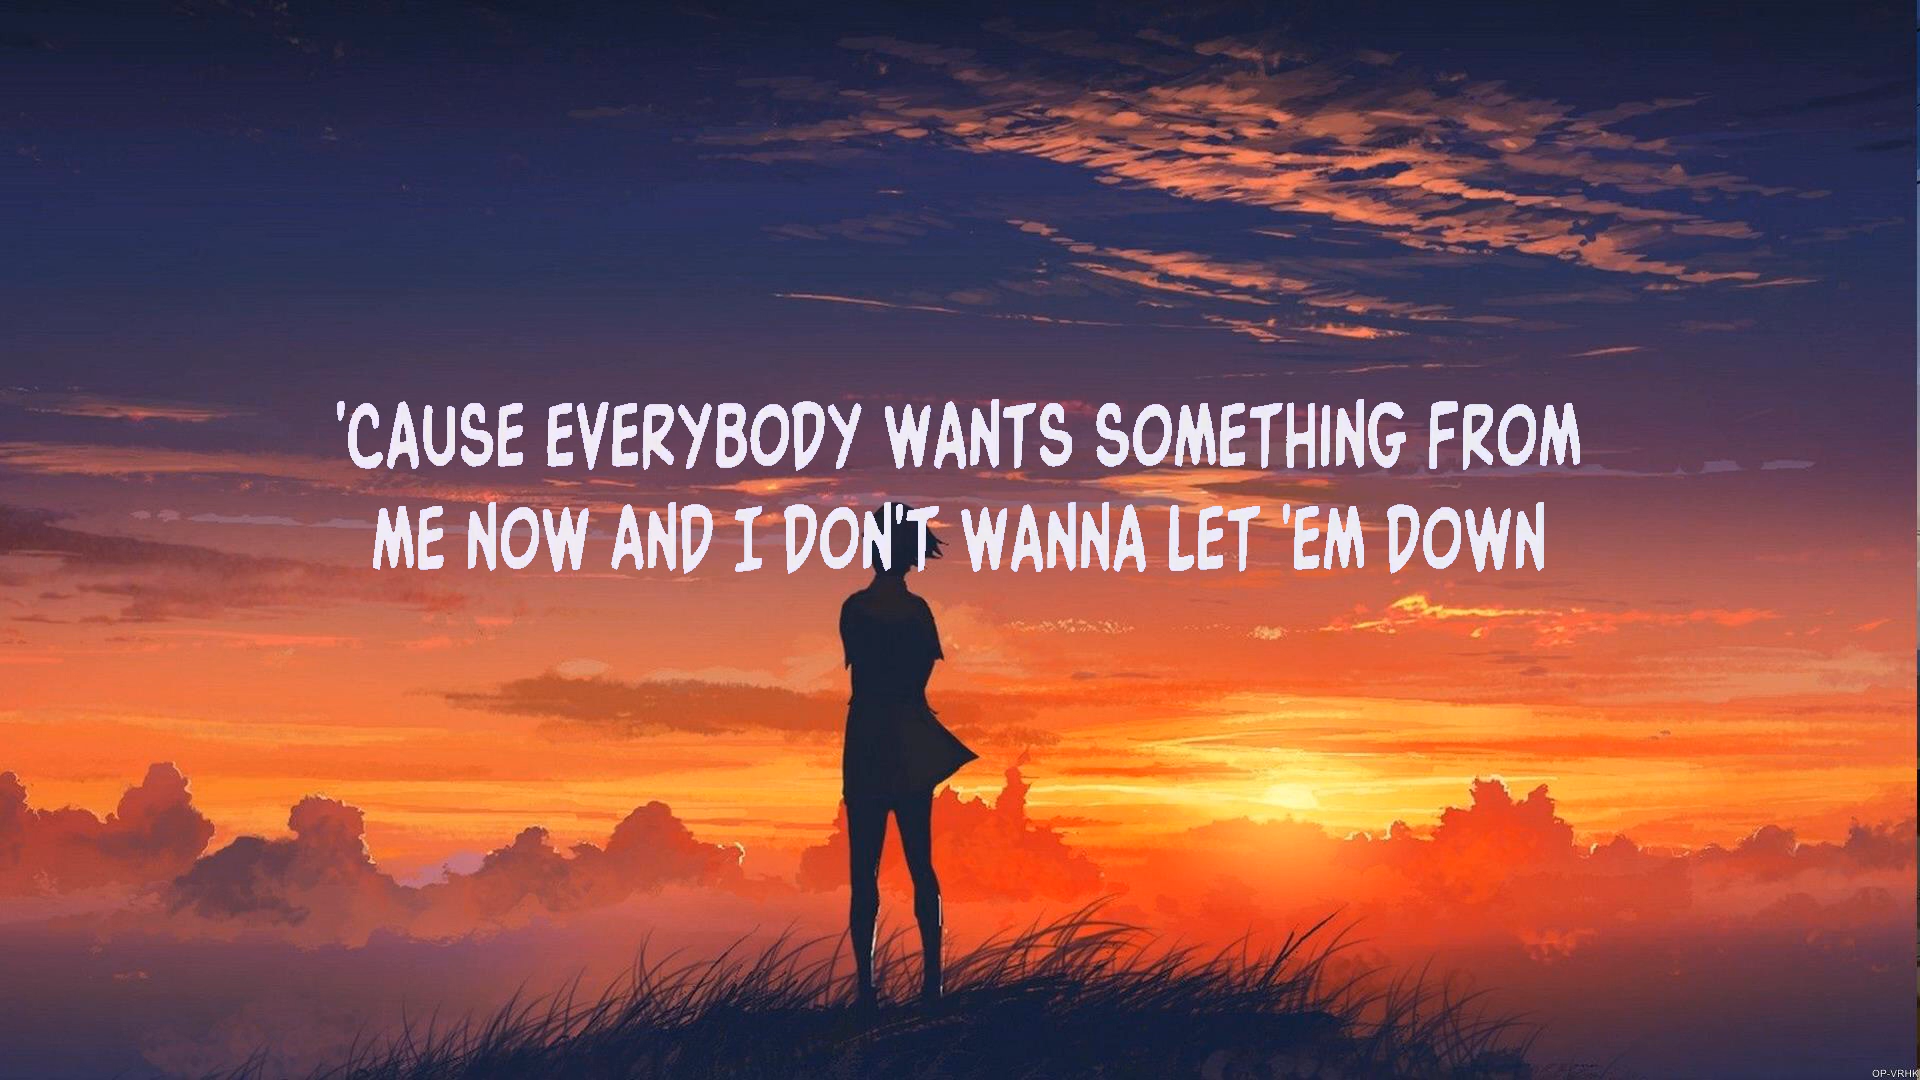 'CAUSE EVERYBODY WANTS SOMETHING FROM
ME NOW AND I DON'T WANNA LET 'EM DOWN
OP-VRHK